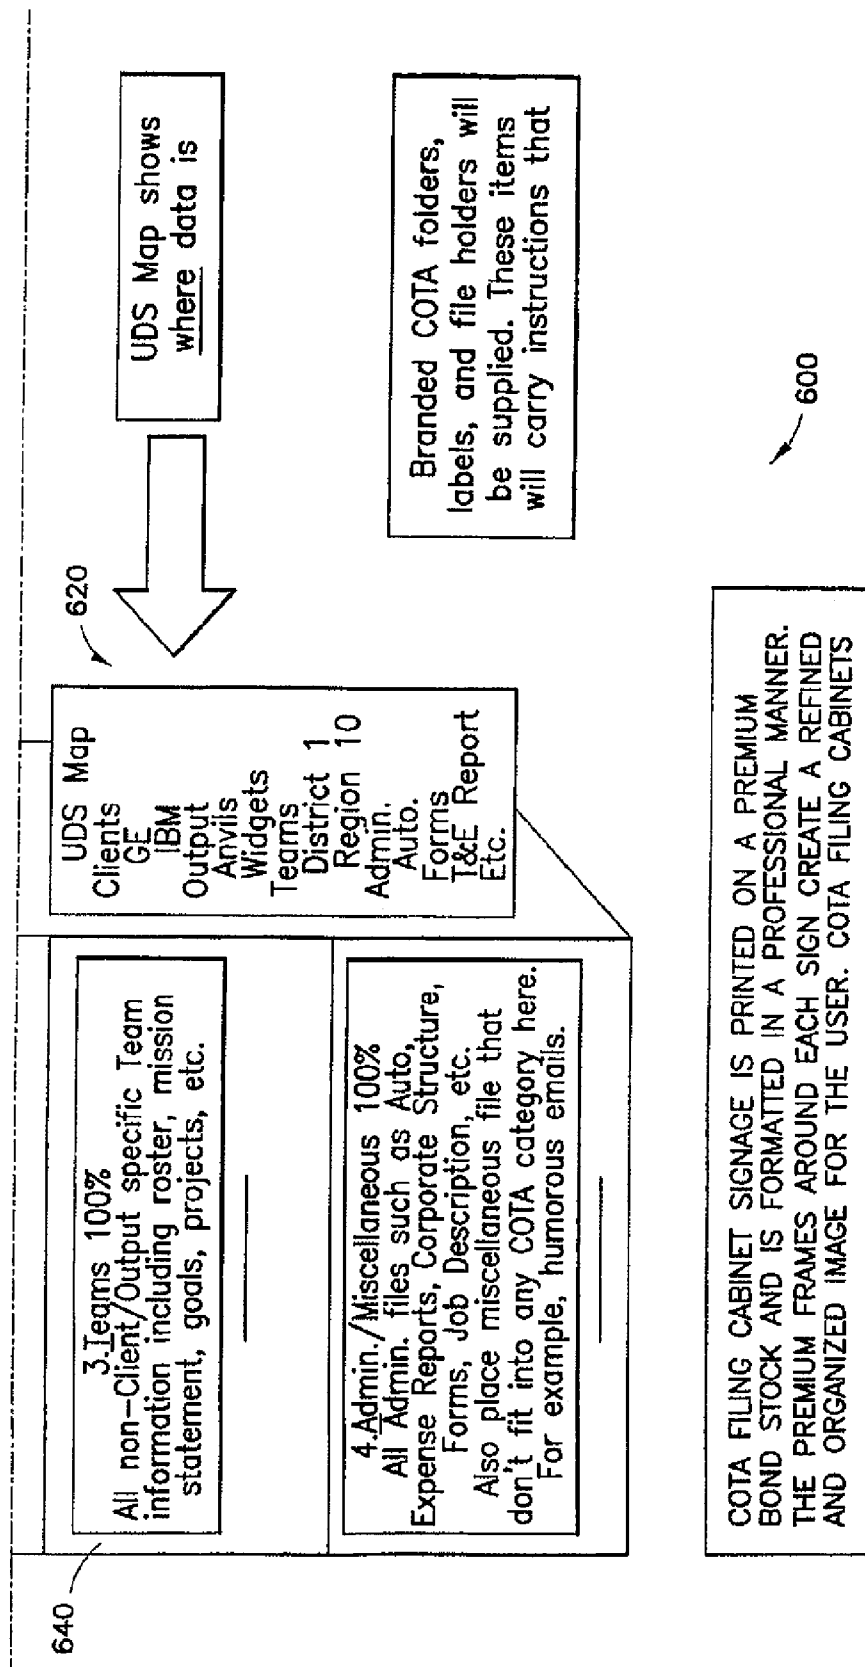 640
3.Teams 100%
All non-Client/Output specific Team
information including roster, mission
statement, goals, projects, etc.
4.Admin./Miscellaneous 100%
All Admin. files such as Auto,
Expense Reports, Corporate Structure,
Forms, Job Description, etc.
Also place miscellaneous file that
don't fit into any COTA category here.
For example, humorous emails.
620
UDS Map
Clients
GE
IBM
Output
Anvils
Widgets
Teams
District 1
Region 10
Admin.
Auto.
Forms
T&E Report
Etc.
UDS Map shows
where data is
Branded COTA folders,
labels, and file holders will
be supplied. These items
will carry instructions that
600
COTA FILING CABINET SIGNAGE IS PRINTED ON A PREMIUM
BOND STOCK AND IS FORMATTED IN A PROFESSIONAL MANNER.
THE PREMIUM FRAMES AROUND EACH SIGN CREATE A REFINED
AND ORGANIZED IMAGE FOR THE USER. COTA FILING CABINETS